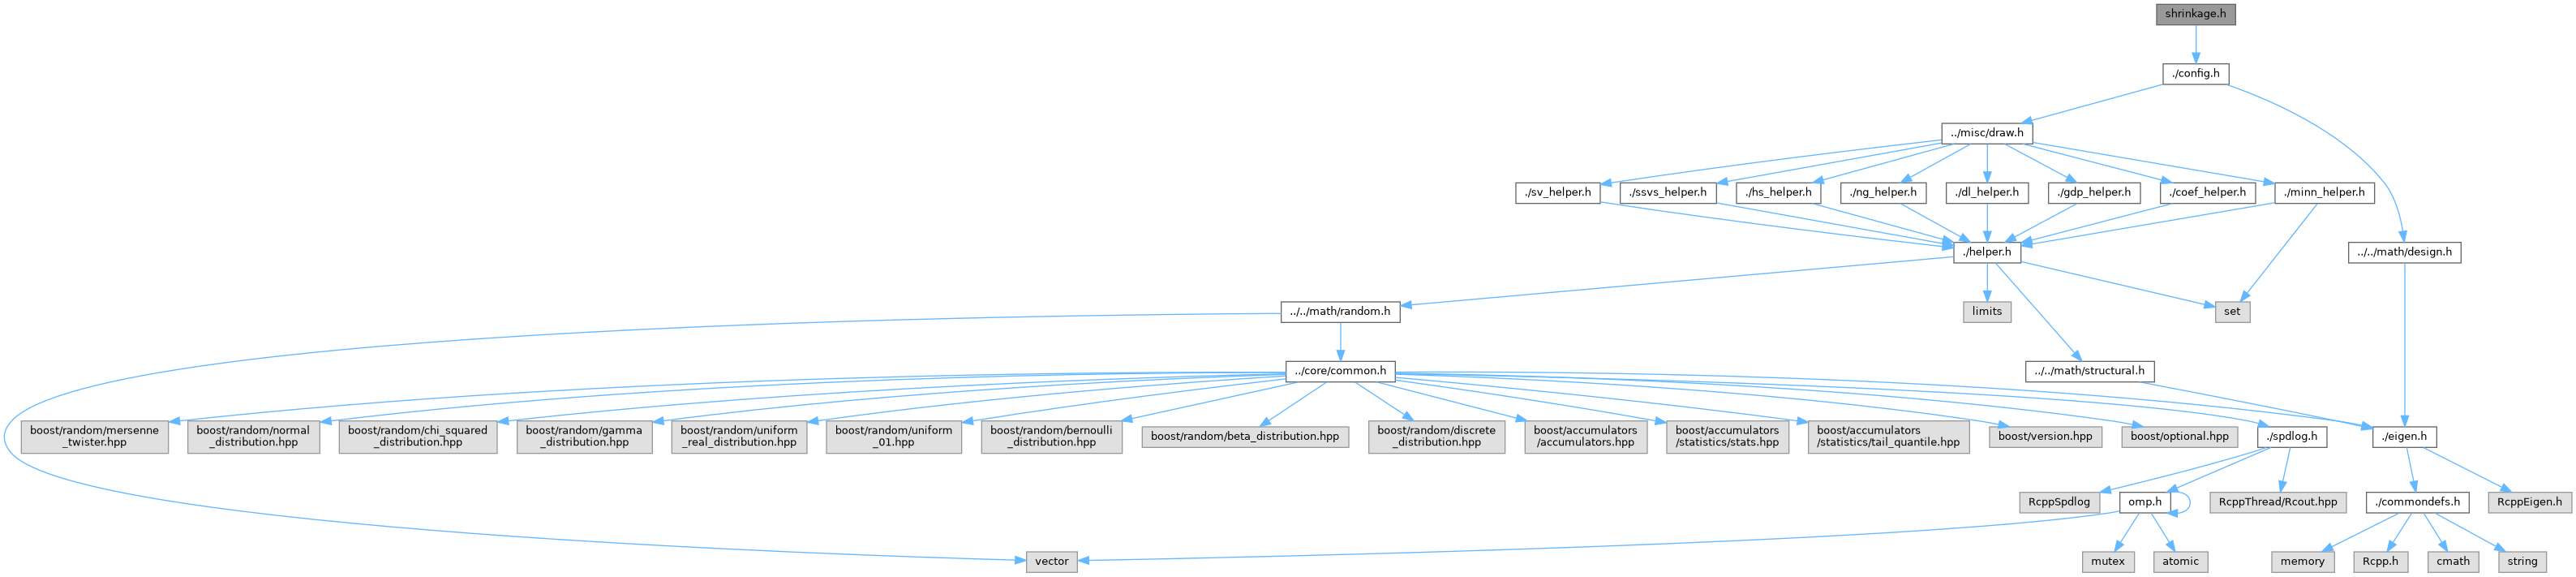 shrinkage.h
./config.h
../misc/draw.h
./sv_helper.h
./ssvs_helper.h
./hs_helper.h
./ng_helper.h
./dl_helper.h
./gdp_helper.h
./coef_helper.h
./minn_helper.h
./helper.h
../../math/design.h
../../math/random.h
limits
set
../core/common.h
../../math/structural.h
boost/random/mersenne
_twister.hpp
boost/random/normal
_distribution.hpp
boost/random/chi_squared
_distribution.hpp
boost/random/gamma
_distribution.hpp
boost/random/uniform
_real_distribution.hpp
boost/random/uniform
_01.hpp
boost/random/bernoulli
_distribution.hpp
boost/random/beta_distribution.hpp
boost/random/discrete
_distribution.hpp
boost/accumulators
/accumulators.hpp
boost/accumulators
/statistics/stats.hpp
boost/accumulators
/statistics/tail_quantile.hpp
boost/version.hpp
boost/optional.hpp
./spdlog.h
./eigen.h
RcppSpdlog
omp.h
RcppThread/Rcout.hpp
./commondefs.h
RcppEigen.h
vector
mutex
atomic
memory
Rcpp.h
cmath
string